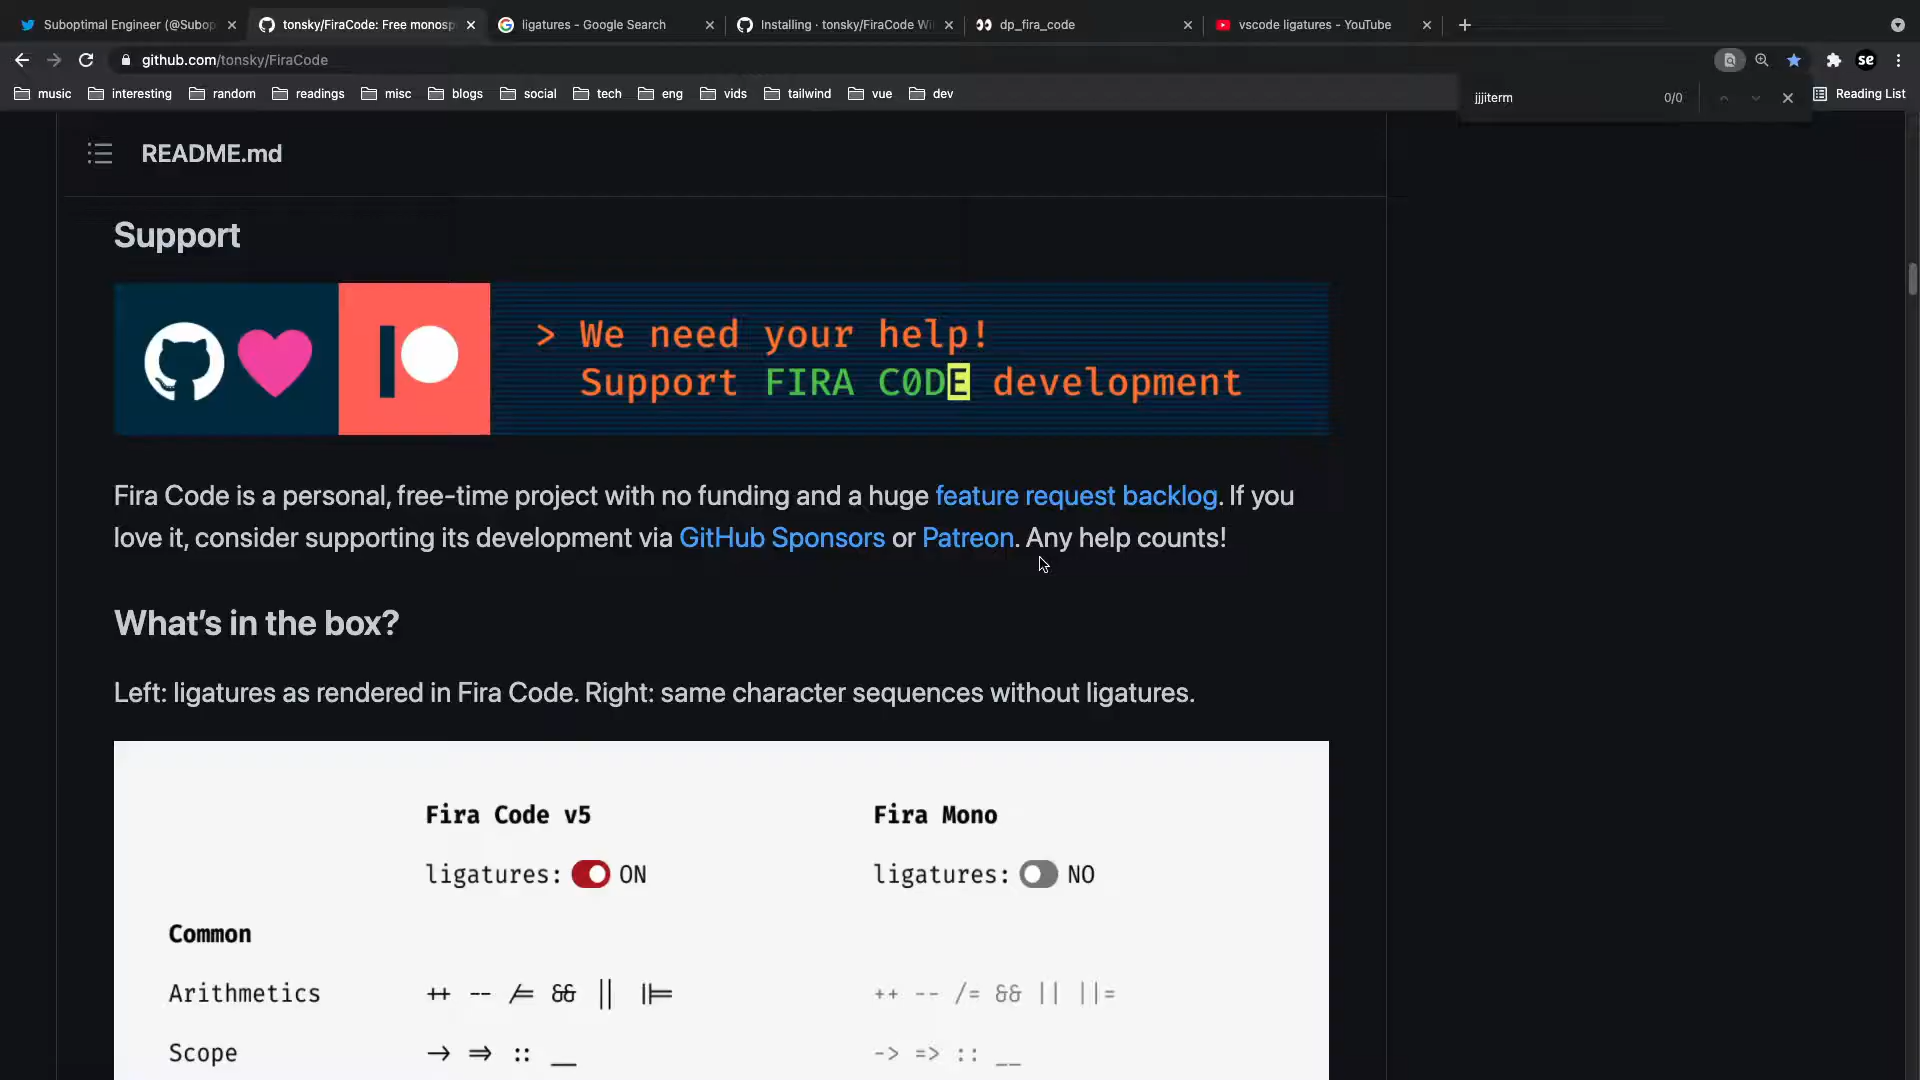 Suboptimal Engineer (@Subop
tonsky/FiraCode: Free monosp
ligatures - Google Search
Installing · tonsky/FiraCode Wi
dp_fira_code
vscode ligatures - YouTube
github.com/tonsky/FiraCode
se
music
interesting
random
readings
misc
blogs
social
tech
eng
vids
tailwind
vue
dev
jjjiterm
0/0
Reading List
README.md
Support
> We need your help!
Support FIRA C0DE development
Fira Code is a personal, free-time project with no funding and a huge feature request backlog. If you
love it, consider supporting its development via GitHub Sponsors or Patreon. Any help counts!
What’s in the box?
Left: ligatures as rendered in Fira Code. Right: same character sequences without ligatures.
Fira Code v5
Fira Mono
ligatures: ON
ligatures: NO
Common
Arithmetics ++ -- /= && || ||= ++ -- /= && || ||=
Scope -> => :: __ -> => :: __